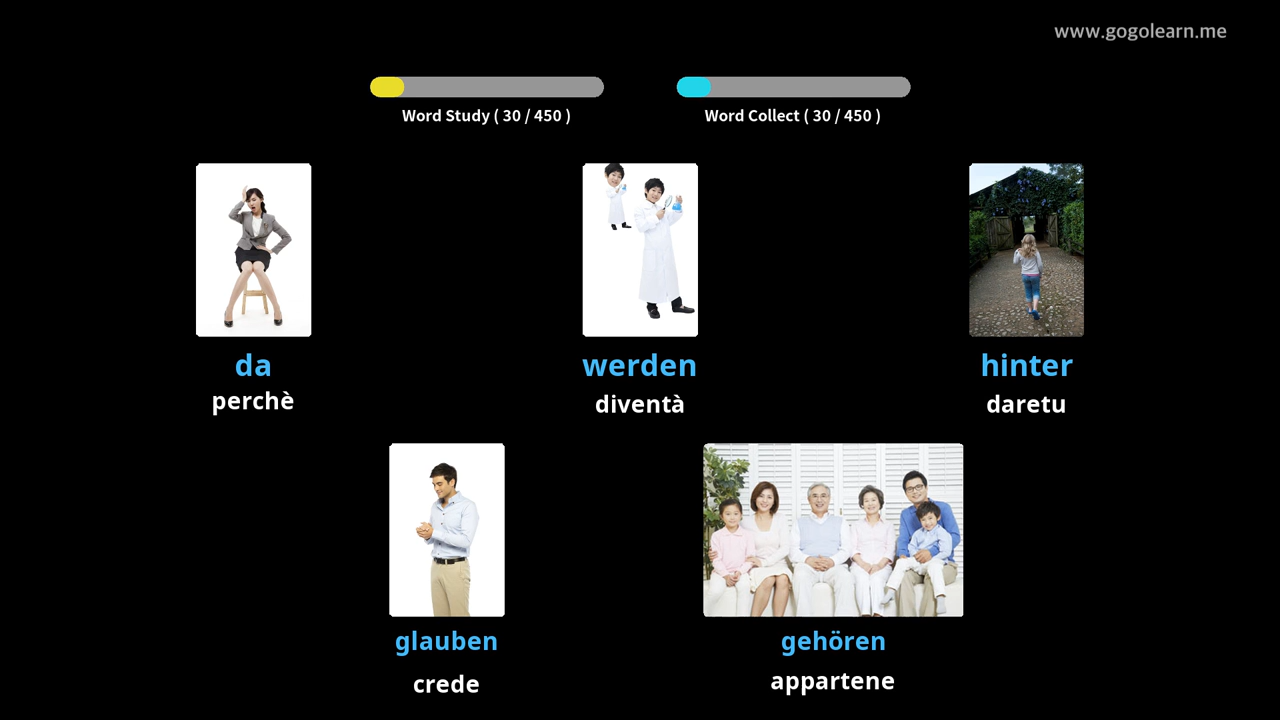 www.gogolearn.me
Word Study ( 30 / 450 )
Word Collect ( 30 / 450 )
da
perchè
werden
diventà
hinter
daretu
glauben
crede
gehören
appartene